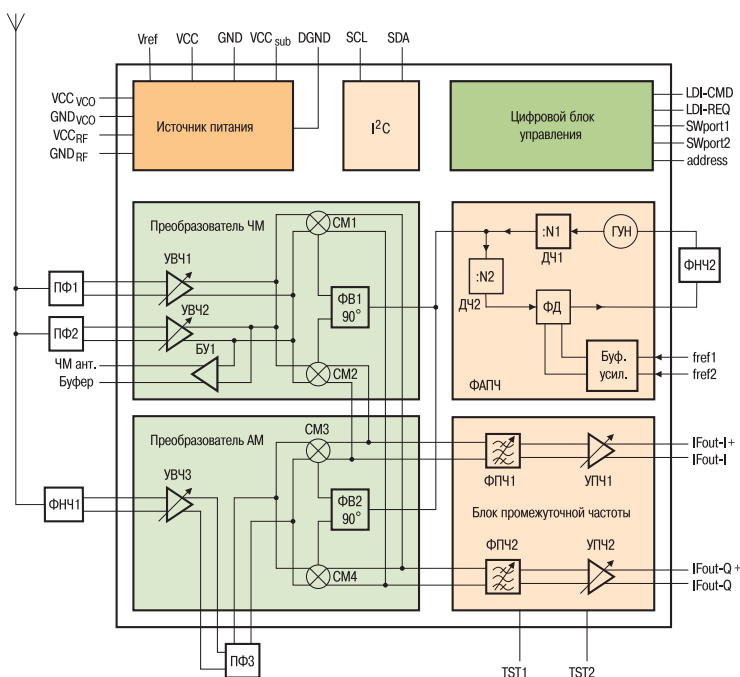 Vref
VCC
GND
VCC sub
DGND
SCL
SDA
VCC VCO
GND VCO
VCC RF
GND RF
Источник питания
I²C
Цифровой блок
управления
LDI-CMD
LDI-REQ
SWport1
SWport2
address
Преобразователь ЧМ
СМ1
УВЧ1
ПФ1
УВЧ2
ПФ2
ФВ1
90°
БУ1
ЧМ ант.
Буфер
СМ2
:N1
ДЧ1
ГУН
ФНЧ2
:N2
ДЧ2
ФД
Буф.
усил.
fref1
fref2
ФАПЧ
Преобразователь АМ
СМ3
УВЧ3
ФНЧ1
ФВ2
90°
СМ4
ПФ3
ФПЧ1
УПЧ1
IFout-I+
IFout-I
Блок промежуточной частоты
ФПЧ2
УПЧ2
IFout-Q+
IFout-Q
TST1
TST2